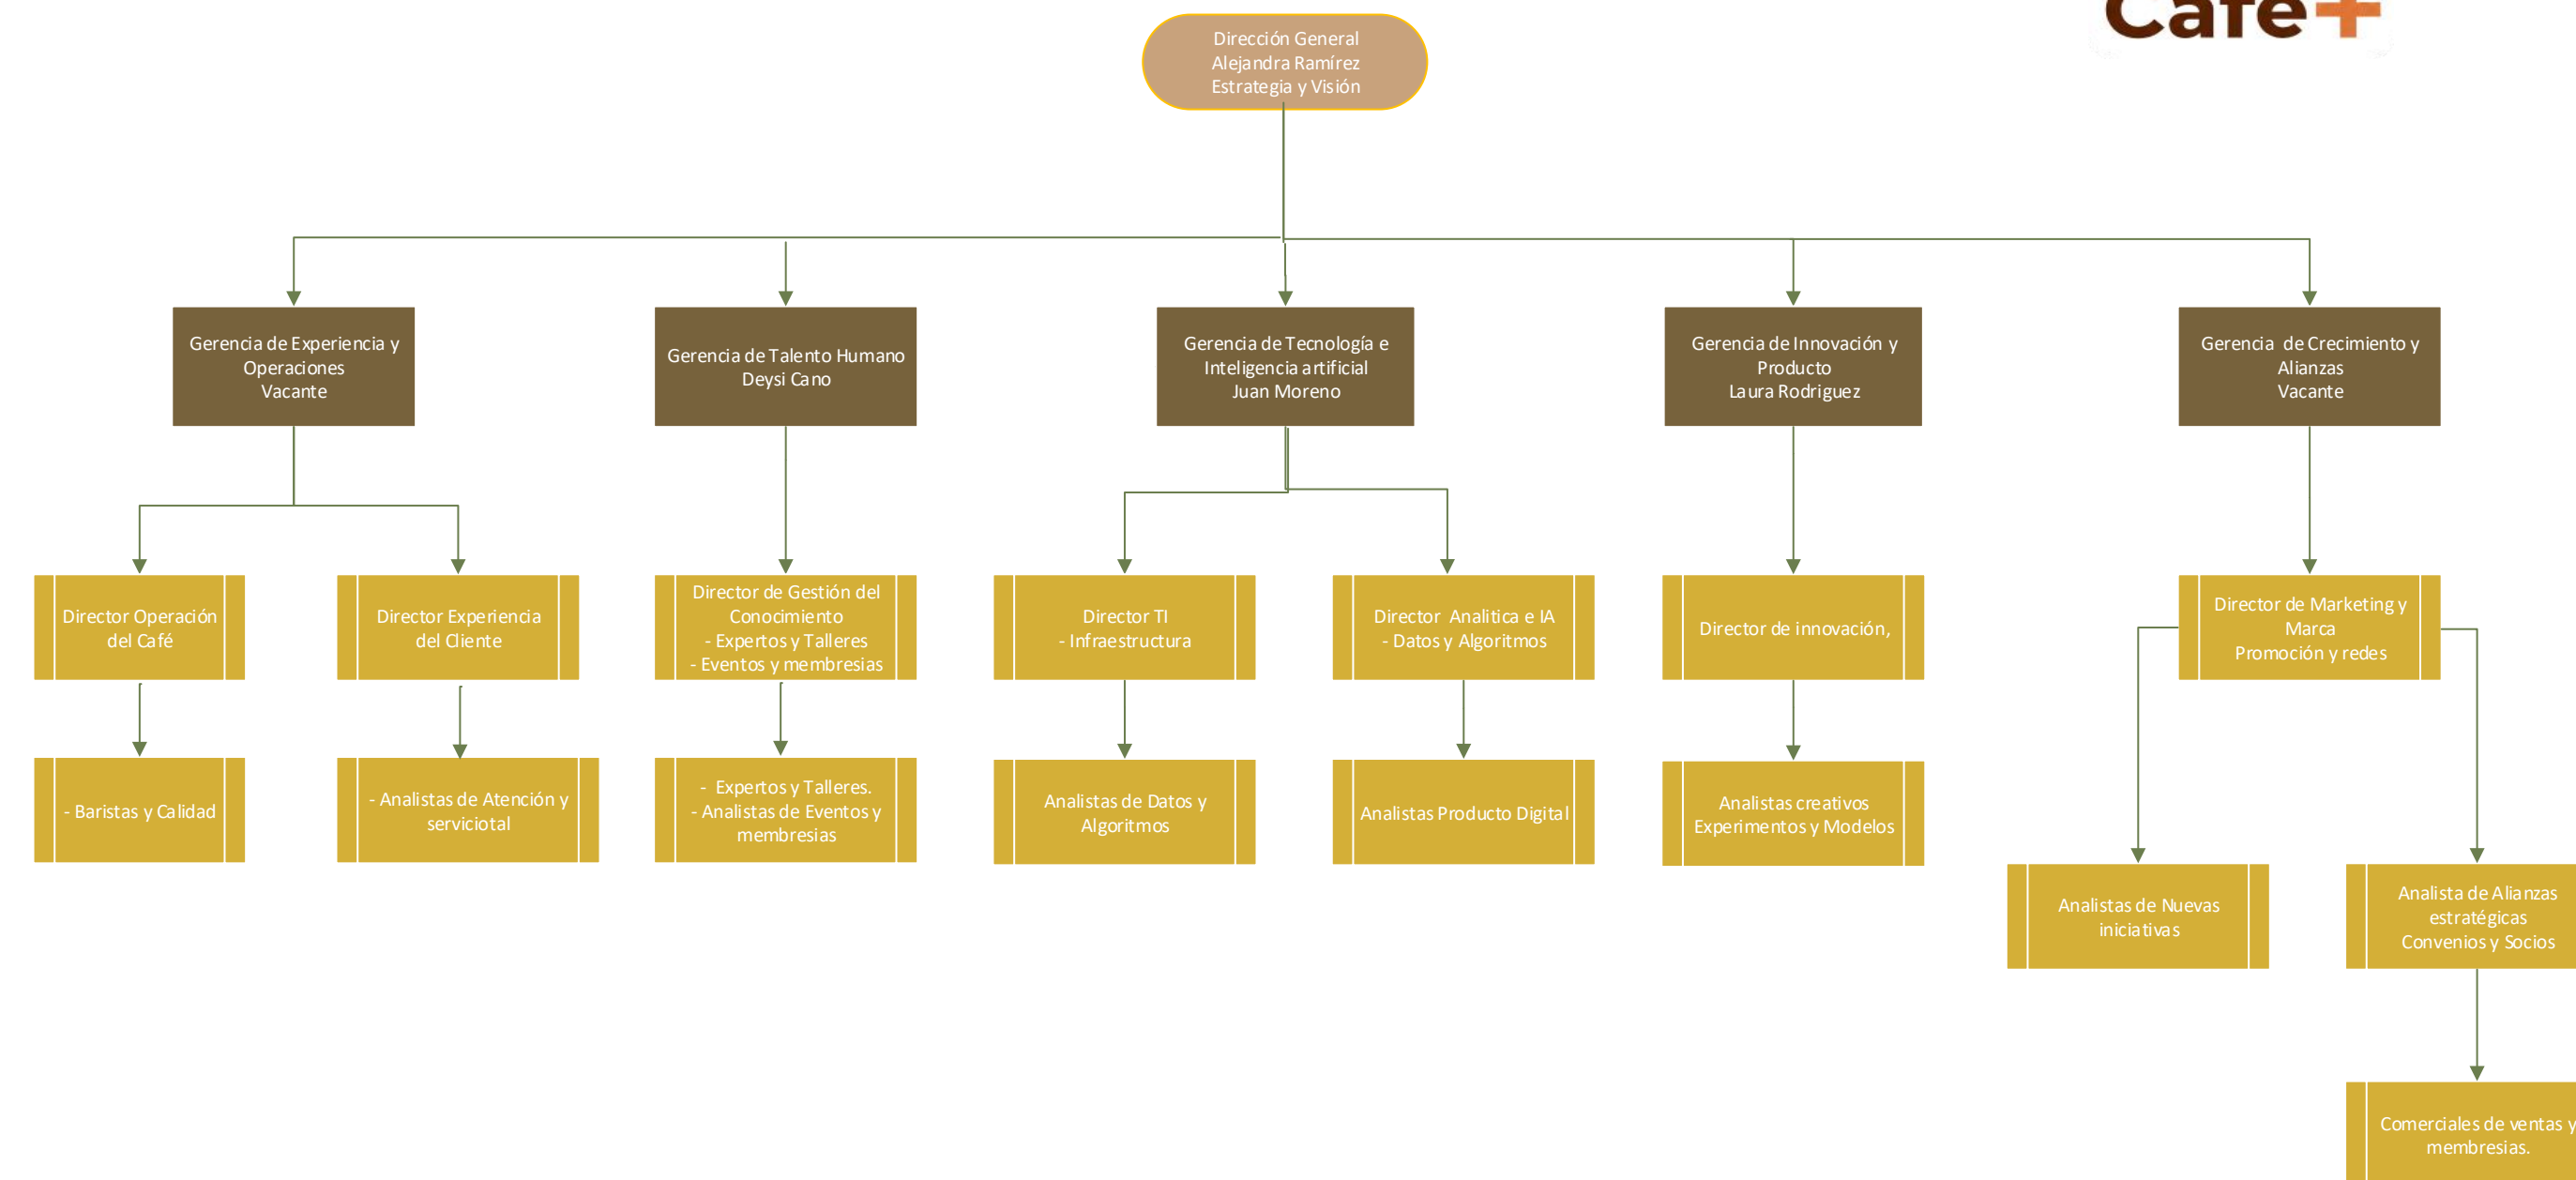 Café+
Dirección General
Alejandra Ramírez
Estrategia y Visión
Gerencia de Experiencia y
Operaciones
Vacante
Gerencia de Talento Humano
Deysi Cano
Gerencia de Tecnología e
Inteligencia artificial
Juan Moreno
Gerencia de Innovación y
Producto
Laura Rodriguez
Gerencia de Crecimiento y
Alianzas
Vacante
Director Operación
del Café
Director Experiencia
del Cliente
Director de Gestión del
Conocimiento
- Expertos y Talleres
- Eventos y membresias
Director TI
- Infraestructura
Director Analitica e IA
- Datos y Algoritmos
Director de innovación,
Director de Marketing y
Marca
Promoción y redes
- Baristas y Calidad
- Analistas de Atención y
serviciotal
- Expertos y Talleres.
- Analistas de Eventos y
membresias
Analistas de Datos y
Algoritmos
Analistas Producto Digital
Analistas creativos
Experimentos y Modelos
Analistas de Nuevas
iniciativas
Analista de Alianzas
estratégicas
Convenios y Socios
Comerciales de ventas y
membresias.